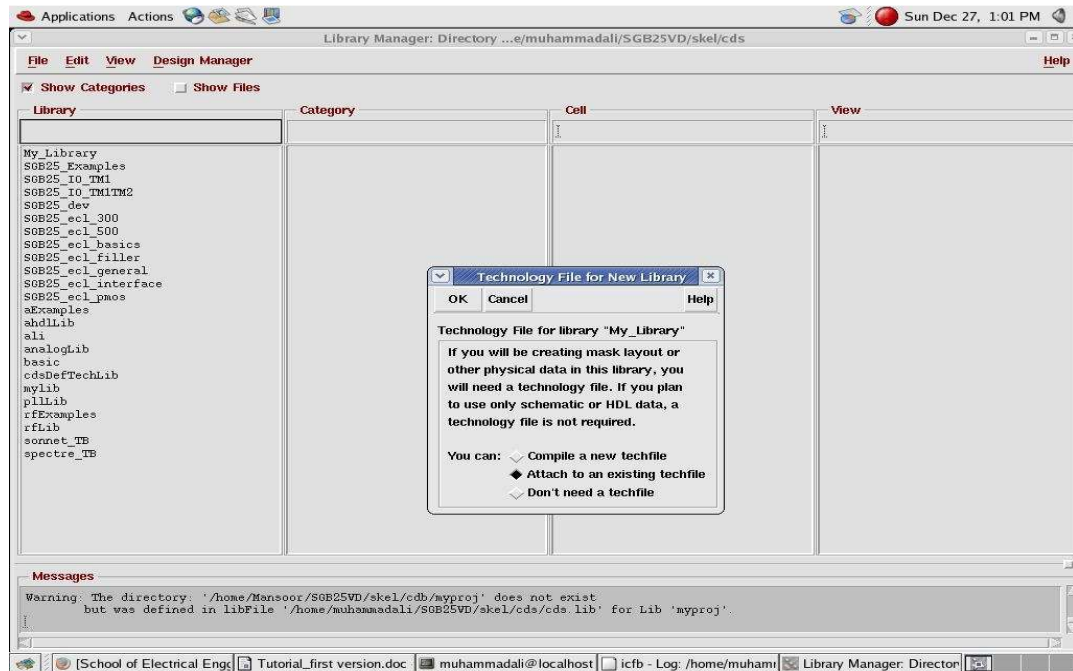 Applications Actions
Sun Dec 27, 1:01 PM
Library Manager: Directory ...e/muhammadali/SGB25VD/skel/cds
File Edit View Design Manager Help
Show Categories Show Files
Library Category Cell View
My_Library
SGB25_Examples
SGB25_IO_TM1
SGB25_IO_TM1TM2
SGB25_dev
SGB25_ecl_300
SGB25_ecl_500
SGB25_ecl_basics
SGB25_ecl_filler
SGB25_ecl_general
SGB25_ecl_interface
SGB25_ecl_pmos
aExamples
ahdlLib
ali
analogLib
basic
cdsDefTechLib
mylib
pllLib
rfExamples
rfLib
sonnet_TB
spectre_TB
Technology File for New Library
OK Cancel Help
Technology File for library "My_Library"
If you will be creating mask layout or
other physical data in this library, you
will need a technology file. If you plan
to use only schematic or HDL data, a
technology file is not required.
You can: Compile a new techfile
Attach to an existing techfile
Don't need a techfile
Messages
Warning: The directory: '/home/Mansoor/SGB25VD/skel/cdb/myproj' does not exist
but was defined in libFile '/home/muhammadali/SGB25VD/skel/cds/cds.lib' for Lib 'myproj'.
[School of Electrical Engg Tutorial_first version.doc muhammadali@localhost icfb - Log: /home/muhamm Library Manager: Director